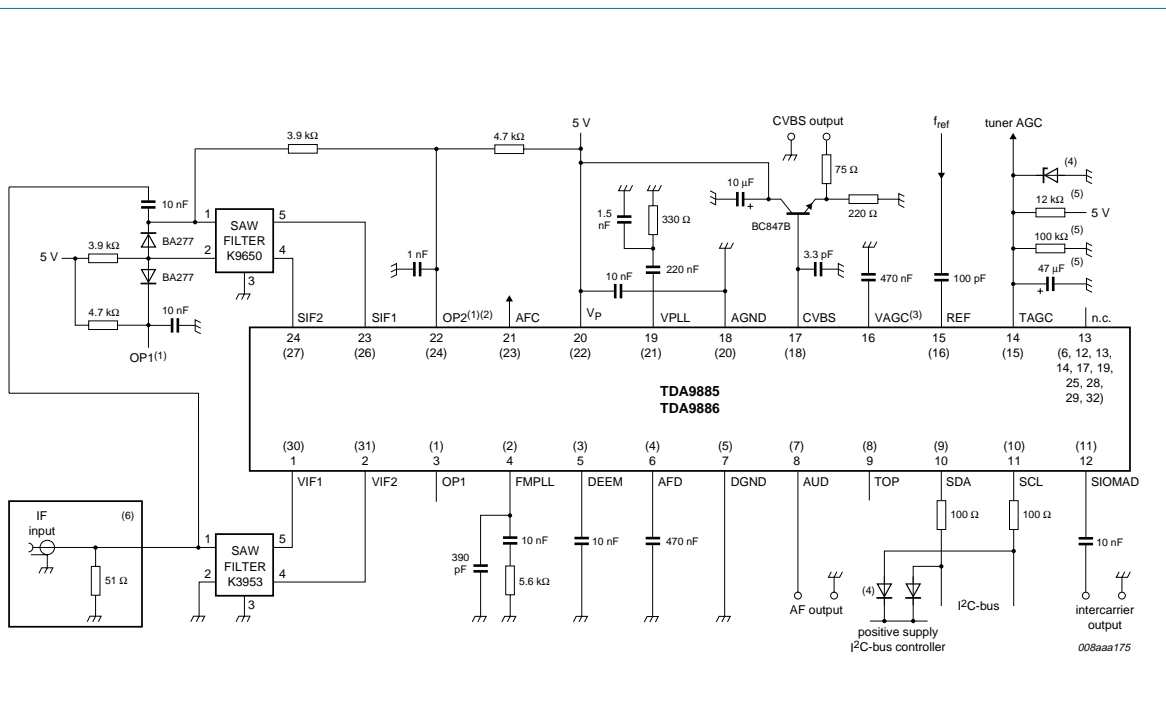 5 V
CVBS output
fref
tuner AGC
3.9 kΩ
4.7 kΩ
(4)
75 Ω
10 nF
10 μF
+
12 kΩ (5)
5 V
1
SAW
FILTER
K9650
5
2
4
3
1.5
nF
330 Ω
220 Ω
BC847B
BA277
3.9 kΩ
5 V
100 kΩ (5)
BA277
1 nF
220 nF
3.3 pF
470 nF
100 pF
47 μF (5)
+
10 nF
4.7 kΩ
10 nF
OP1(1)
SIF2
SIF1
OP2(1)(2)
AFC
VP
VPLL
AGND
CVBS
VAGC(3)
REF
TAGC
n.c.
24
23
22
21
20
19
18
17
16
15
14
13
(27)
(26)
(24)
(23)
(22)
(21)
(20)
(18)
(16)
(15)
(6, 12, 13,
14, 17, 19,
25, 28,
29, 32)
TDA9885
TDA9886
(30)
(31)
(1)
(2)
(3)
(4)
(5)
(7)
(8)
(9)
(10)
(11)
1
2
3
4
5
6
7
8
9
10
11
12
VIF1
VIF2
OP1
FMPLL
DEEM
AFD
DGND
AUD
TOP
SDA
SCL
SIOMAD
IF
input
(6)
51 Ω
1
SAW
FILTER
K3953
5
2
4
3
390
pF
10 nF
5.6 kΩ
10 nF
470 nF
100 Ω
100 Ω
10 nF
(4)
AF output
I2C-bus
positive supply
I2C-bus controller
intercarrier
output
008aaa175